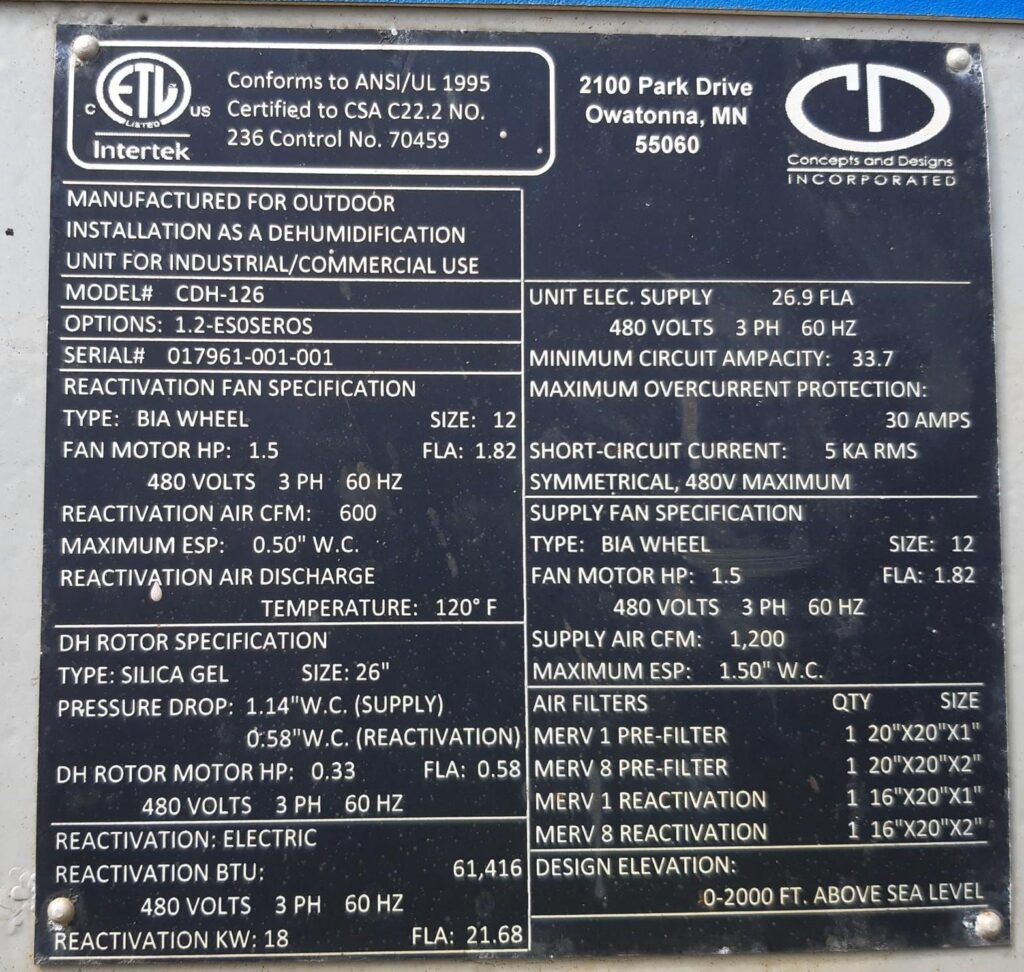 ETL
C US
LISTED
Intertek
Conforms to ANSI/UL 1995
Certified to CSA C22.2 NO.
236 Control No. 70459
2100 Park Drive
Owatonna, MN
55060
CD
Concepts and Designs
INCORPORATED
MANUFACTURED FOR OUTDOOR
INSTALLATION AS A DEHUMIDIFICATION
UNIT FOR INDUSTRIAL/COMMERCIAL USE
MODEL# CDH-126
OPTIONS: 1.2-ES0SEROS
SERIAL# 017961-001-001
REACTIVATION FAN SPECIFICATION
TYPE: BIA WHEEL SIZE: 12
FAN MOTOR HP: 1.5 FLA: 1.82
480 VOLTS 3 PH 60 HZ
REACTIVATION AIR CFM: 600
MAXIMUM ESP: 0.50" W.C.
REACTIVATION AIR DISCHARGE
TEMPERATURE: 120° F
DH ROTOR SPECIFICATION
TYPE: SILICA GEL SIZE: 26"
PRESSURE DROP: 1.14"W.C. (SUPPLY)
0.58"W.C. (REACTIVATION)
DH ROTOR MOTOR HP: 0.33 FLA: 0.58
480 VOLTS 3 PH 60 HZ
REACTIVATION: ELECTRIC
REACTIVATION BTU: 61,416
480 VOLTS 3 PH 60 HZ
REACTIVATION KW: 18 FLA: 21.68
UNIT ELEC. SUPPLY 26.9 FLA
480 VOLTS 3 PH 60 HZ
MINIMUM CIRCUIT AMPACITY: 33.7
MAXIMUM OVERCURRENT PROTECTION:
30 AMPS
SHORT-CIRCUIT CURRENT: 5 KA RMS
SYMMETRICAL, 480V MAXIMUM
SUPPLY FAN SPECIFICATION
TYPE: BIA WHEEL SIZE: 12
FAN MOTOR HP: 1.5 FLA: 1.82
480 VOLTS 3 PH 60 HZ
SUPPLY AIR CFM: 1,200
MAXIMUM ESP: 1.50" W.C.
AIR FILTERS QTY SIZE
MERV 1 PRE-FILTER 1 20"X20"X1"
MERV 8 PRE-FILTER 1 20"X20"X2"
MERV 1 REACTIVATION 1 16"X20"X1"
MERV 8 REACTIVATION 1 16"X20"X2"
DESIGN ELEVATION:
0-2000 FT. ABOVE SEA LEVEL